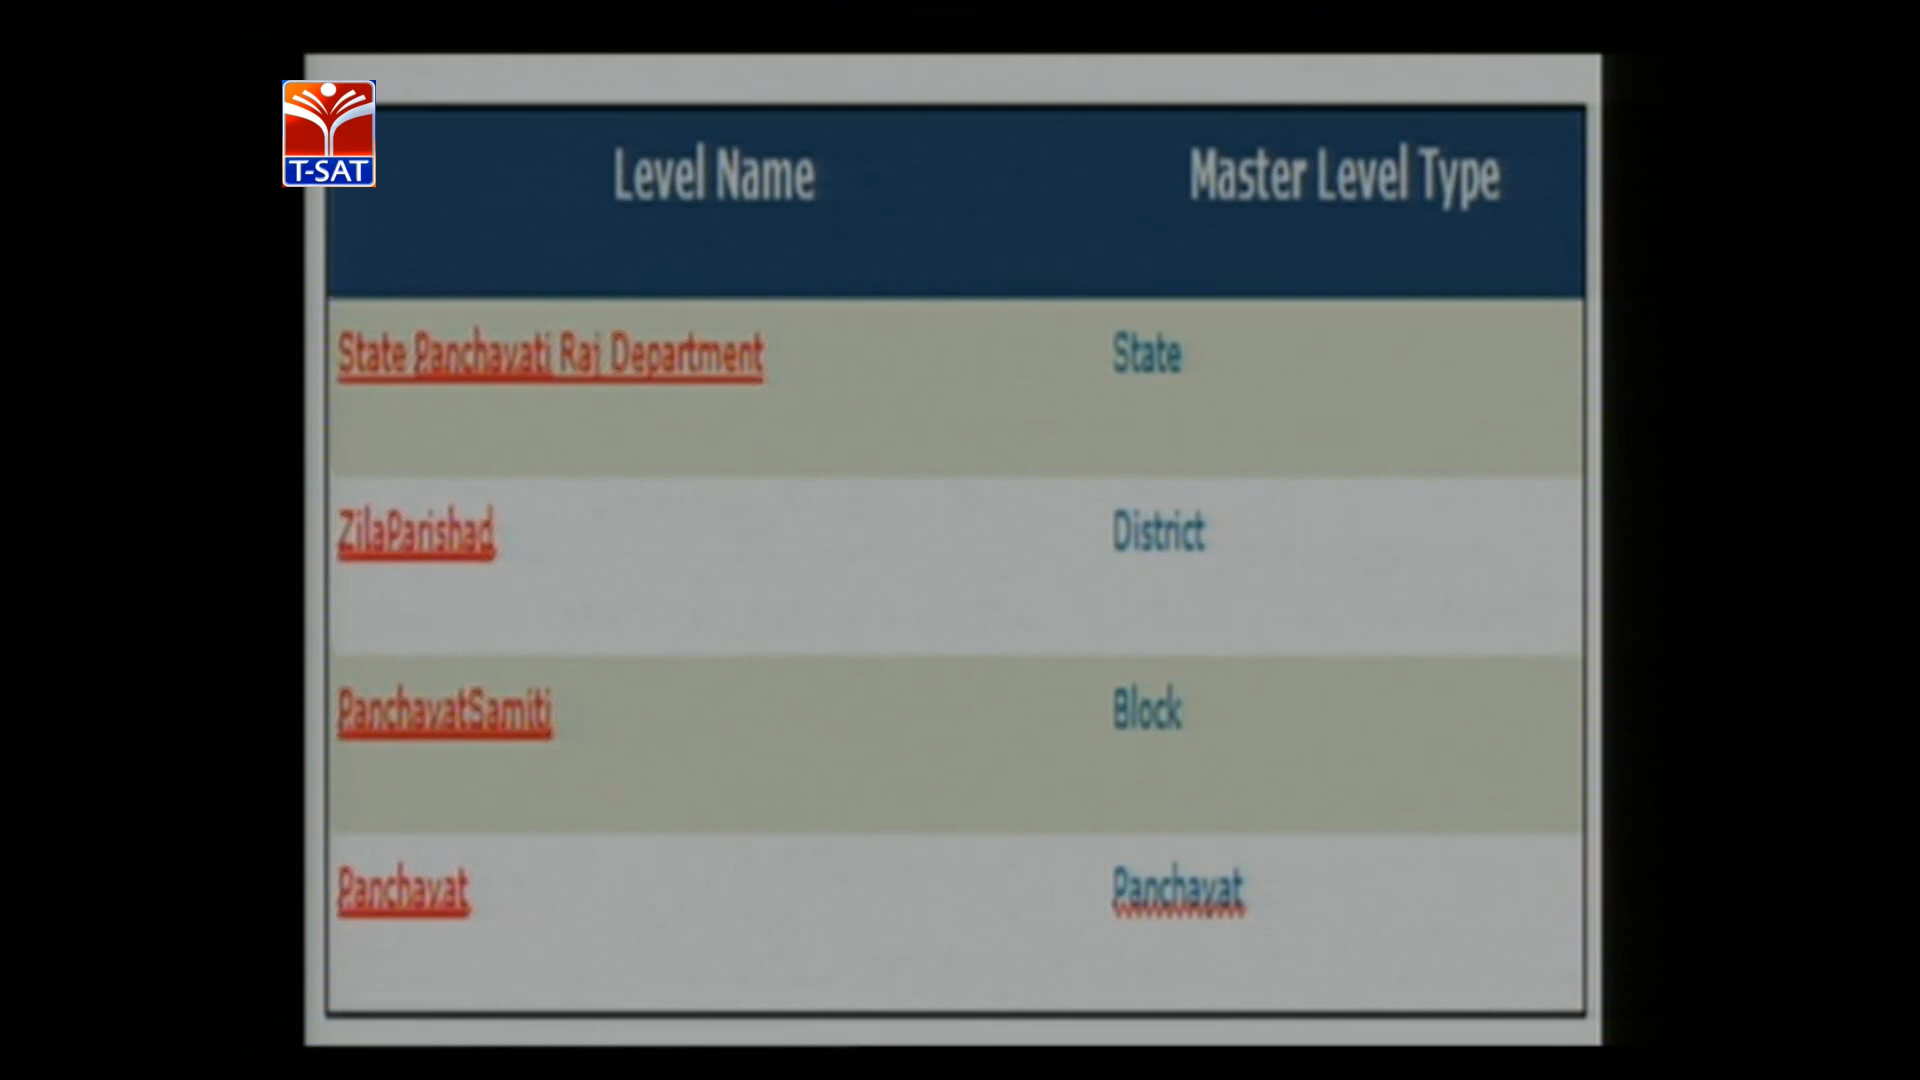 T-SAT
Level Name
Master Level Type
State Panchayati Raj Department
State
ZilaParishad
District
PanchayatSamiti
Block
Panchayat
Panchayat